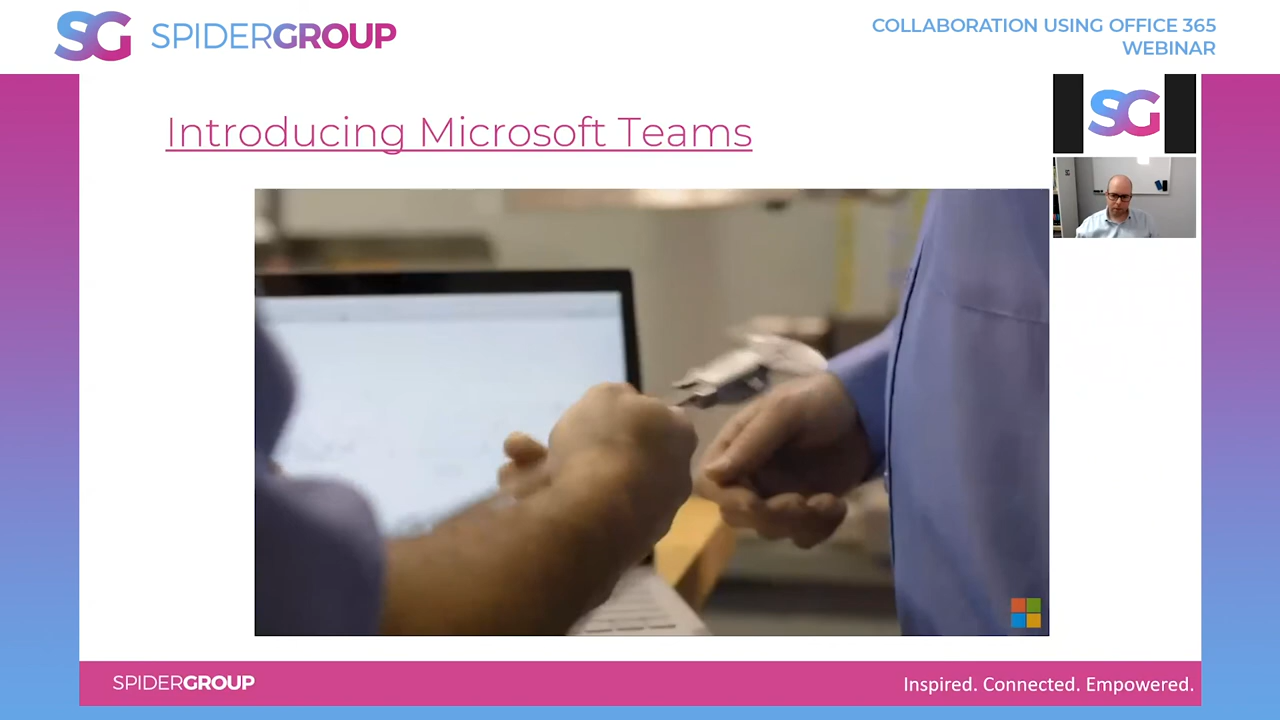 SG SPIDERGROUP
COLLABORATION USING OFFICE 365
WEBINAR
Introducing Microsoft Teams
SG
SPIDERGROUP
Inspired. Connected. Empowered.